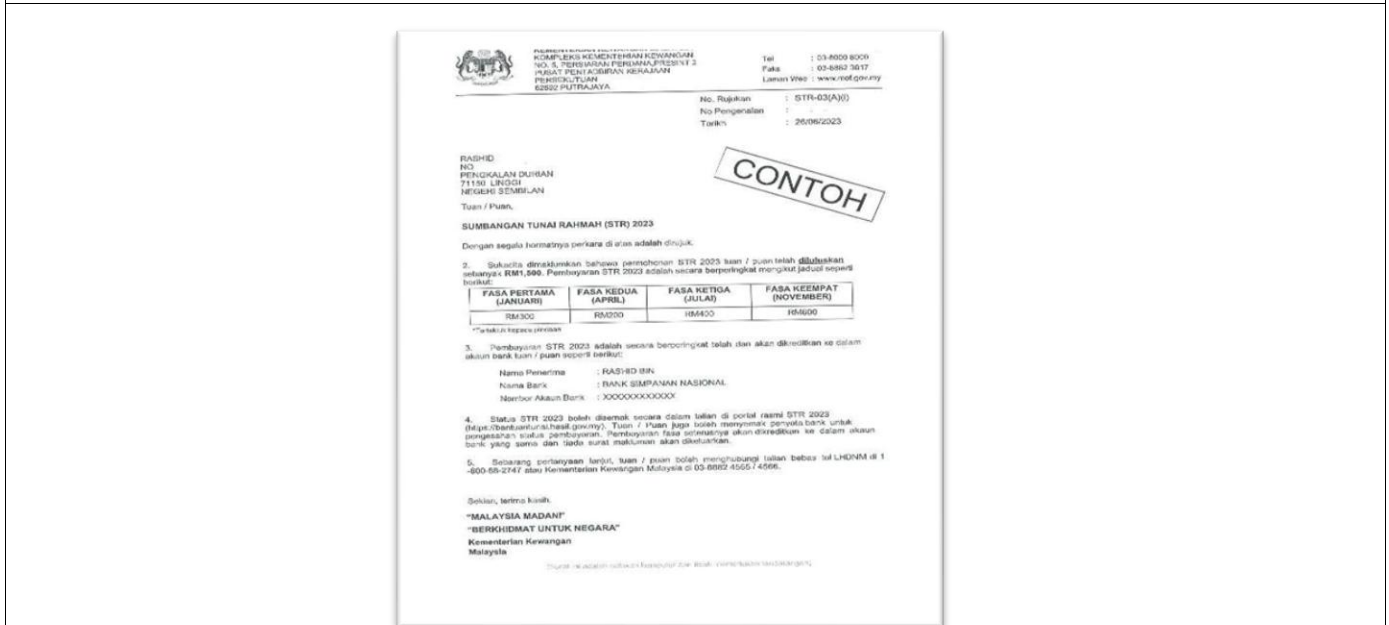 KOMPLEKS KEMENTERIAN KEWANGAN
NO. 5, PERSIARAN PERDANA, PRESINT 2
PUSAT PENTADBIRAN KERAJAAN
PERSEKUTUAN
62592 PUTRAJAYA
Tel : 03-8000 8000
Faks : 03-8882 3617
Laman Web : www.mof.gov.my
No. Rujukan : STR-03(A)(i)
No Pengenalan :
Tarikh : 26/06/2023
RASHID
NO
PENGKALAN DURIAN
71150 LINGGI
NEGERI SEMBILAN
CONTOH
Tuan / Puan,
SUMBANGAN TUNAI RAHMAH (STR) 2023
Dengan segala hormatnya perkara di atas adalah dirujuk.
2. Sukacita dimaklumkan bahawa permohonan STR 2023 tuan / puan telah diluluskan
sebanyak RM1,500. Pembayaran STR 2023 adalah secara berperingkat mengikut jadual seperti
berikut:
FASA PERTAMA (JANUARI) FASA KEDUA (APRIL) FASA KETIGA (JULAI) FASA KEEMPAT (NOVEMBER)
RM300 RM200 RM400 RM600
3. Pembayaran STR 2023 adalah secara berperingkat telah dan akan dikreditkan ke dalam
akaun bank tuan / puan seperti berikut:
Nama Penerima : RASHID BIN
Nama Bank : BANK SIMPANAN NASIONAL
Nombor Akaun Bank : XXXXXXXXXXXX
4. Status STR 2023 boleh disemak secara dalam talian di portal rasmi STR 2023
(https://bantuantunai.hasil.gov.my). Tuan / Puan juga boleh menyemak penyata bank untuk
pengesahan status pembayaran. Pembayaran fasa seterusnya akan dikreditkan ke dalam akaun
bank yang sama dan tiada surat makluman akan dikeluarkan.
5. Sebarang pertanyaan lanjut, tuan / puan boleh menghubungi talian bebas tol LHDNM di 1
-800-88-2747 atau Kementerian Kewangan Malaysia di 03-8882 4565 / 4566.
Sekian, terima kasih.
"MALAYSIA MADANI"
"BERKHIDMAT UNTUK NEGARA"
Kementerian Kewangan
Malaysia